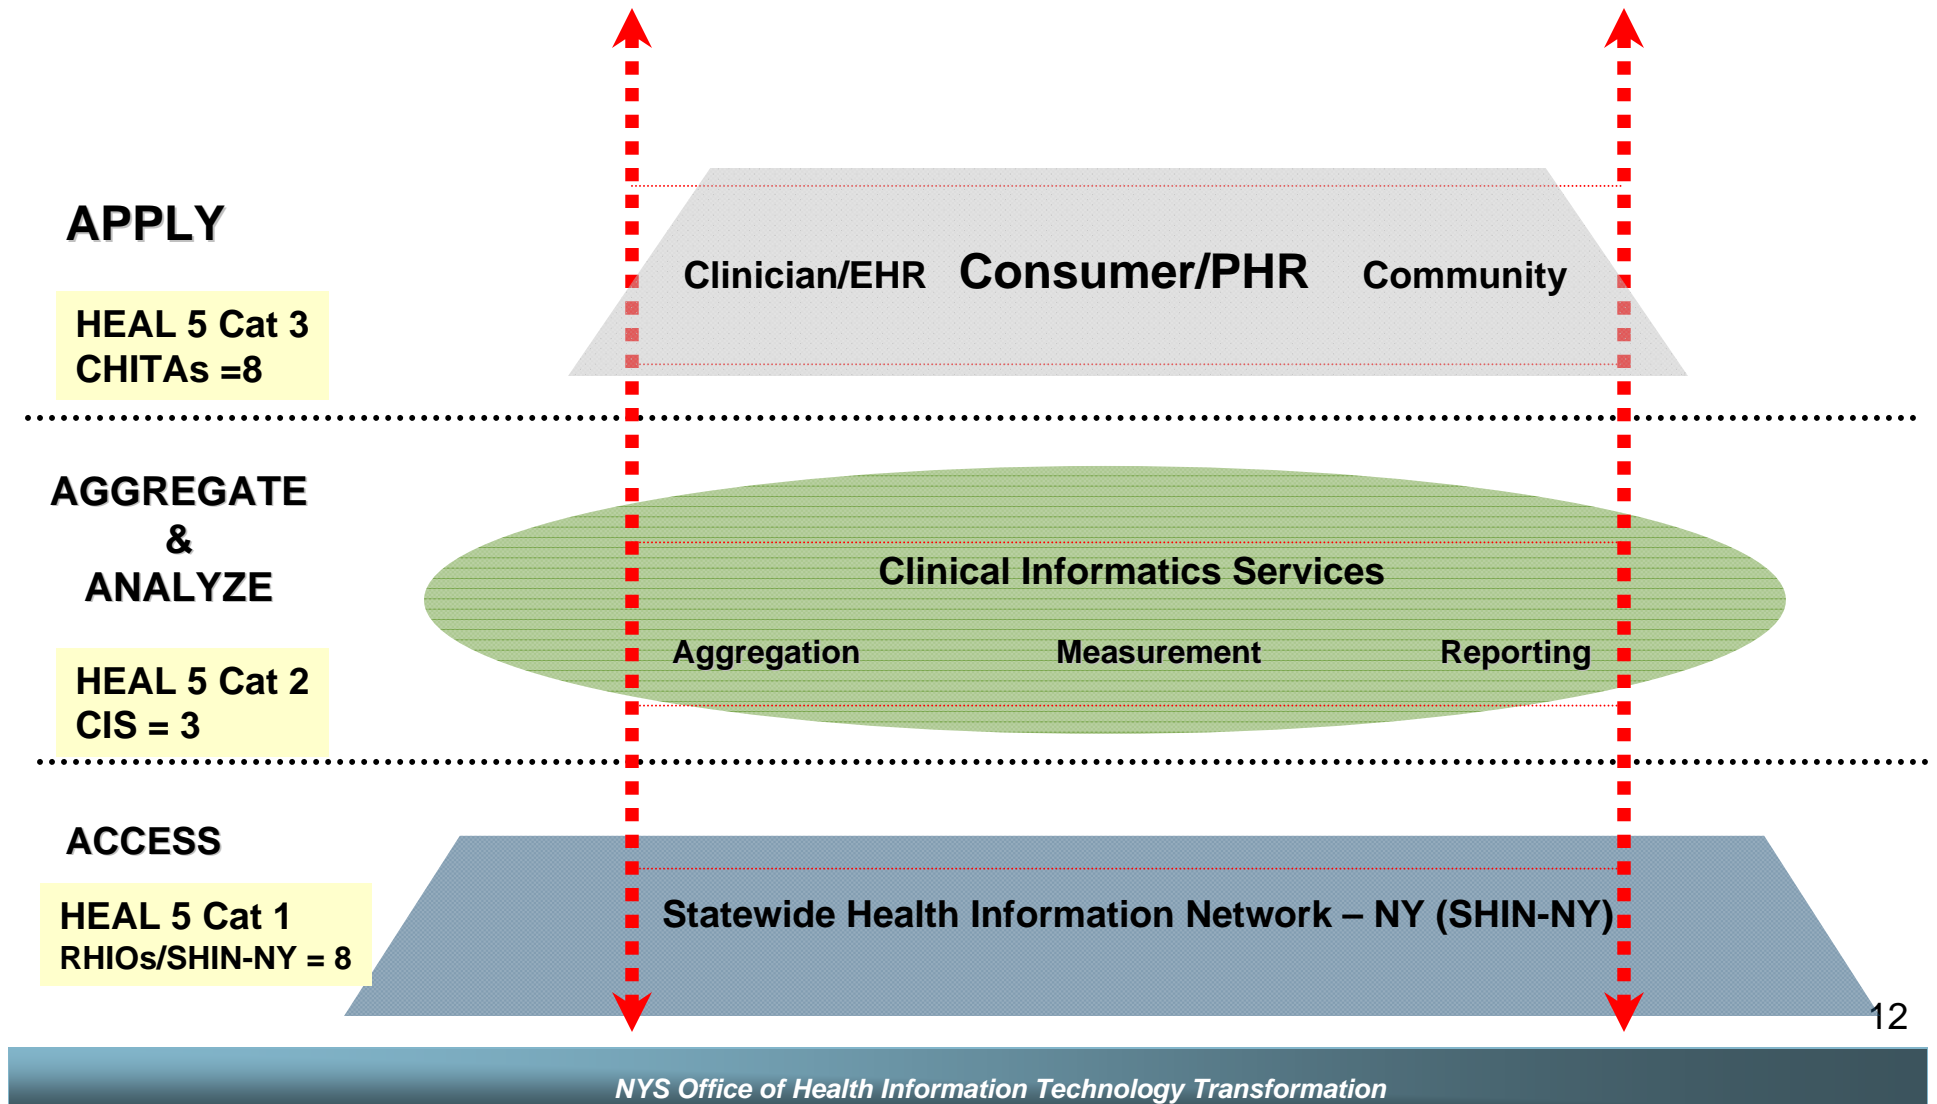 APPLY
Clinician/EHR Consumer/PHR Community
HEAL 5 Cat 3
CHITAs =8
AGGREGATE
&
ANALYZE
Clinical Informatics Services
Aggregation Measurement Reporting
HEAL 5 Cat 2
CIS = 3
ACCESS
HEAL 5 Cat 1
RHIOs/SHIN-NY = 8
Statewide Health Information Network – NY (SHIN-NY)
12
NYS Office of Health Information Technology Transformation